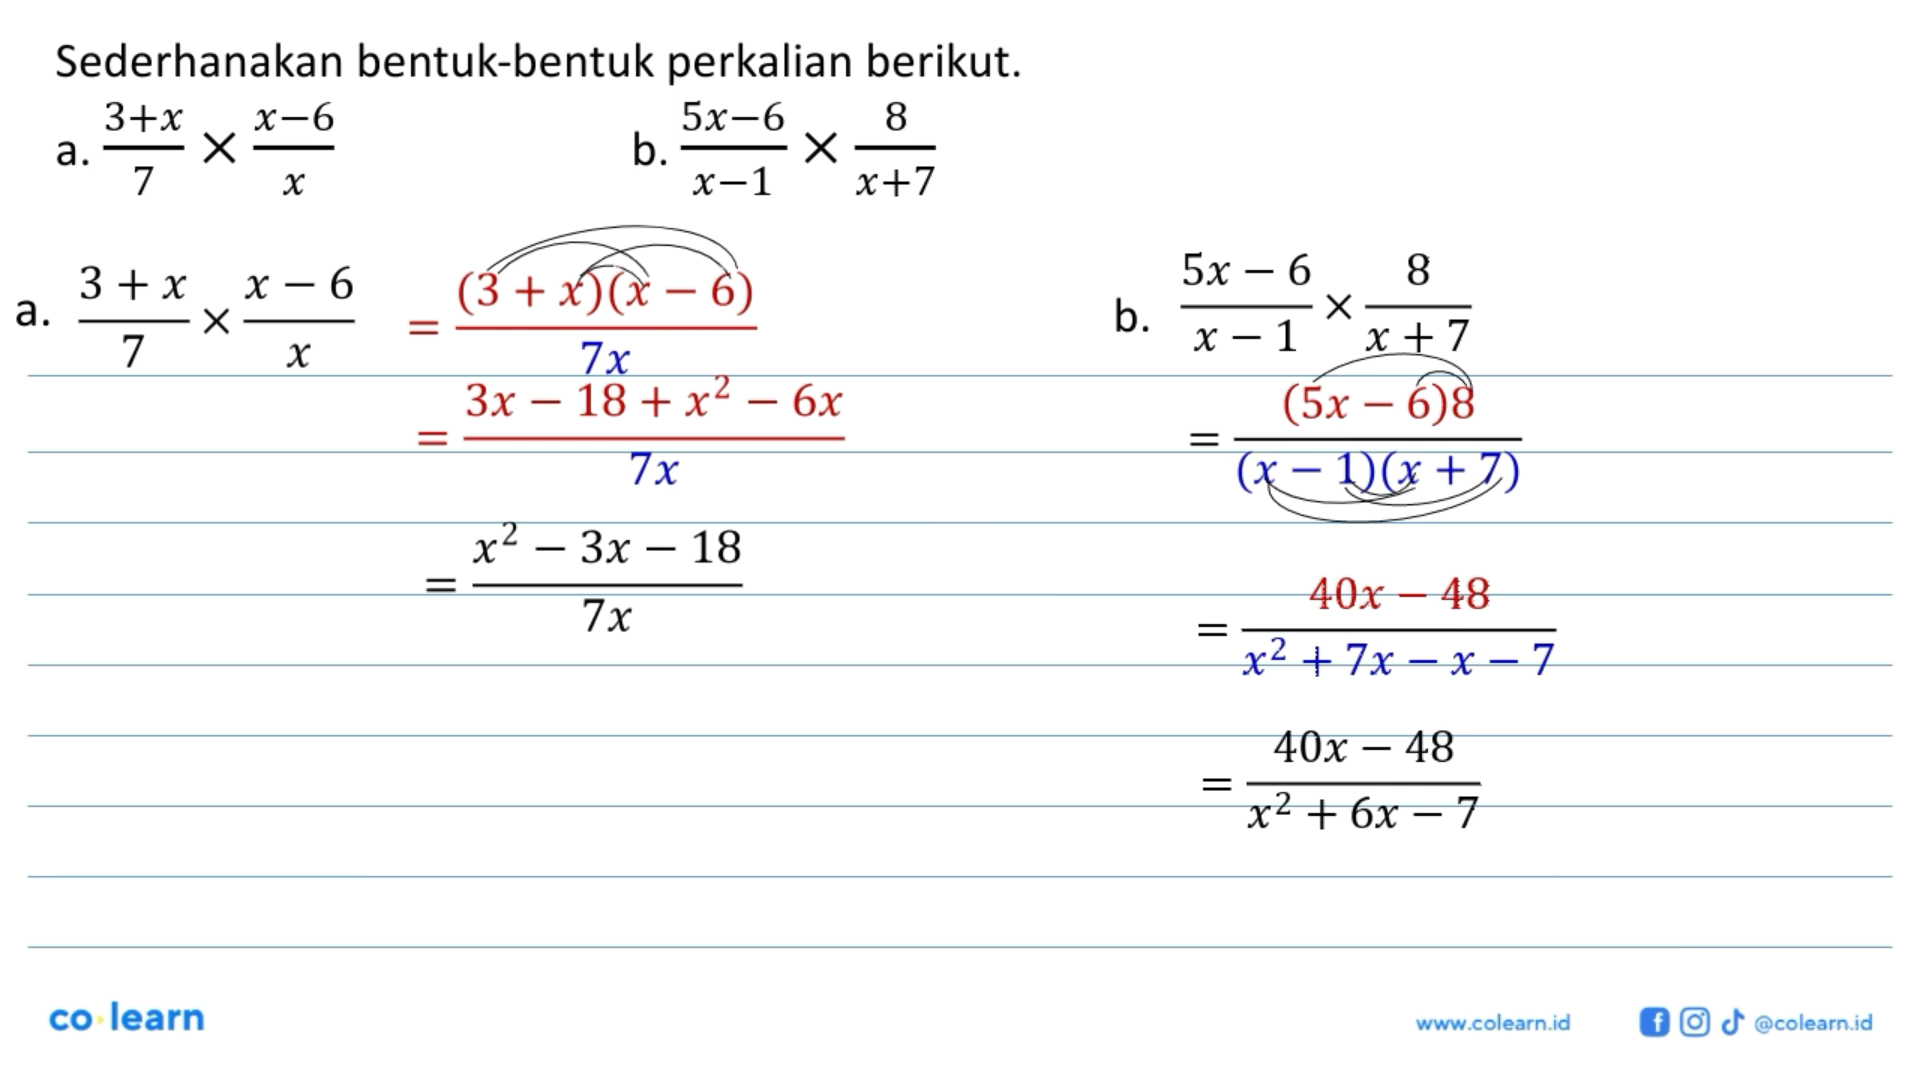 Sederhanakan bentuk-bentuk perkalian berikut.
a. (3+x)/7 × (x−6)/x
b. (5x−6)/(x−1) × 8/(x+7)
a. (3 + x)/7 × (x − 6)/x = (3 + x)(x − 6)/7x
= (3x − 18 + x² − 6x)/7x
= (x² − 3x − 18)/7x
b. (5x − 6)/(x − 1) × 8/(x + 7)
= (5x − 6)8/(x − 1)(x + 7)
= (40x − 48)/(x² + 7x − x − 7)
= (40x − 48)/(x² + 6x − 7)
co learn
www.colearn.id
@colearn.id